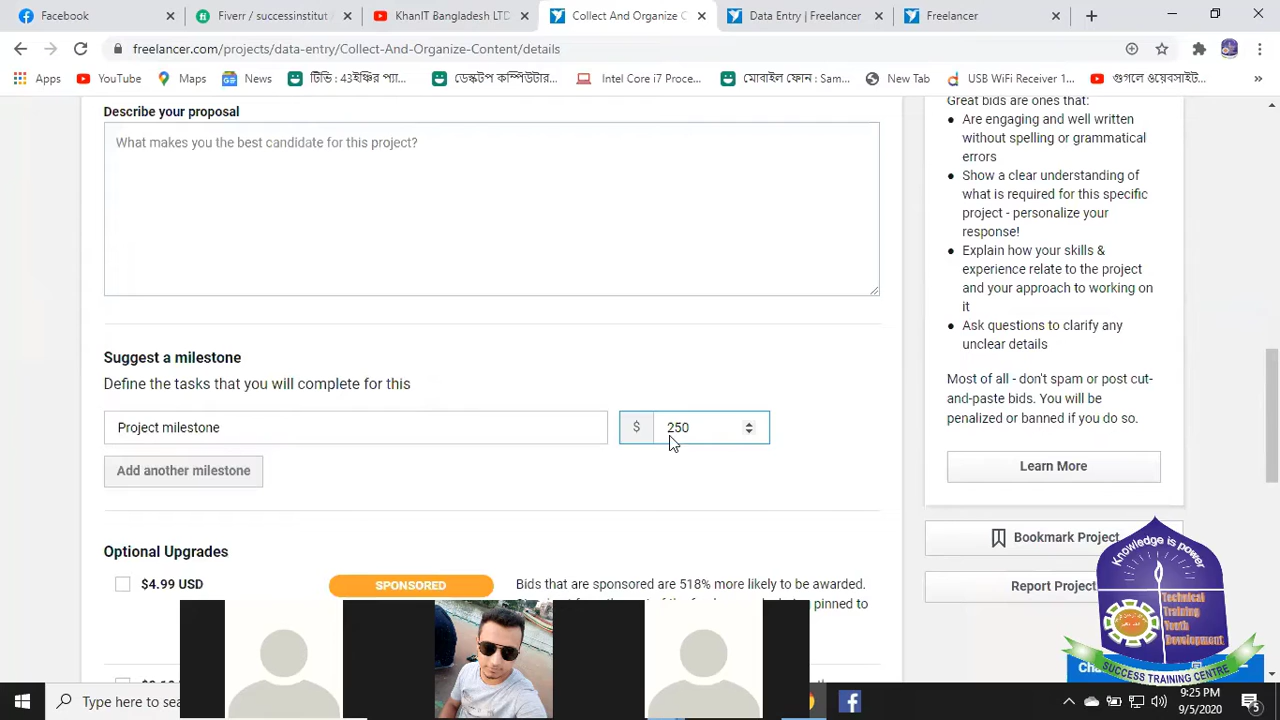 Facebook
Fiverr / successinstitut /
KhanIT Bangladesh LTD
Collect And Organize C
Data Entry | Freelancer
Freelancer
freelancer.com/projects/data-entry/Collect-And-Organize-Content/details
Apps
YouTube
Maps
News
টিভি : 43ইঞ্চির প্যা...
ডেস্কটপ কম্পিউটার...
Intel Core i7 Proce...
মোবাইল ফোন : Sam...
New Tab
USB WiFi Receiver 1...
গুগলে ওয়েবসাইট...
Describe your proposal
What makes you the best candidate for this project?
Suggest a milestone
Define the tasks that you will complete for this
Project milestone
$ 250
Add another milestone
Optional Upgrades
$4.99 USD
SPONSORED
Bids that are sponsored are 518% more likely to be awarded.
Great bids are ones that:
Are engaging and well written
without spelling or grammatical
errors
Show a clear understanding of
what is required for this specific
project - personalize your
response!
Explain how your skills &
experience relate to the project
and your approach to working on
it
Ask questions to clarify any
unclear details
Most of all - don't spam or post cut-
and-paste bids. You will be
penalized or banned if you do so.
Learn More
Bookmark Project
Report Project
Knowledge is power
Technical
Training
Youth
Development
SUCCESS TRAINING CENTRE
Type here to search
9:25 PM
9/5/2020
5